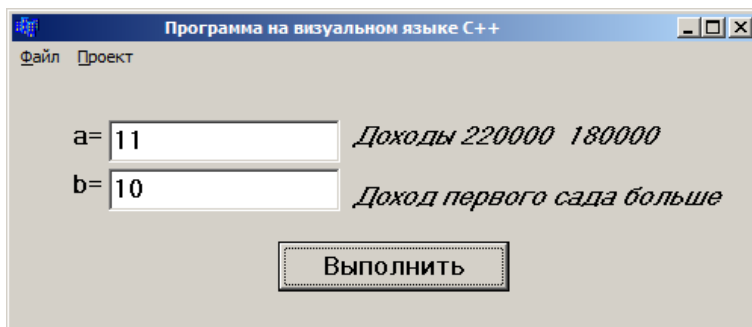 Программа на визуальном языке C++
Файл Проект
a= 11 Доходы 220000 180000
b= 10 Доход первого сада больше
Выполнить